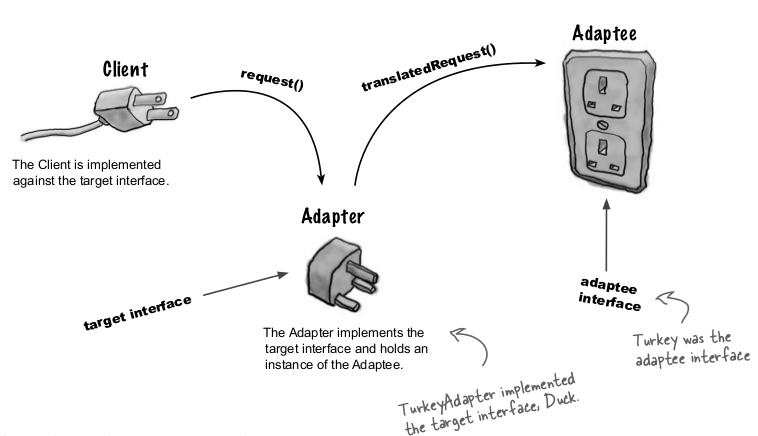 Adaptee
Client
request()
translatedRequest()
The Client is implemented
against the target interface.
Adapter
adaptee
interface
target interface
The Adapter implements the
target interface and holds an
instance of the Adaptee.
Turkey was the
adaptee interface
TurkeyAdapter implemented
the target interface, Duck.